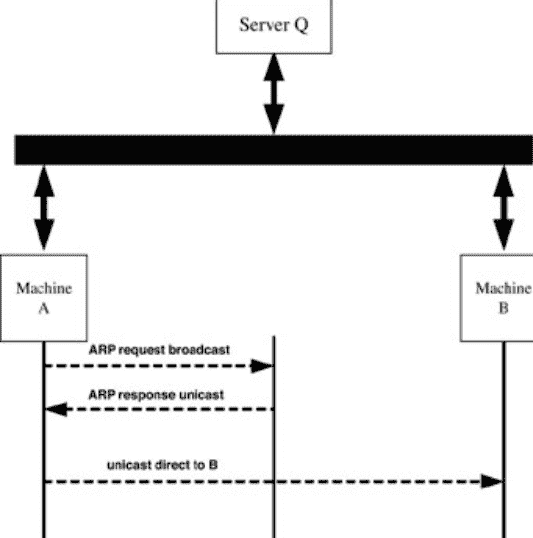 Server Q
Machine
A
Machine
B
ARP request broadcast
ARP response unicast
unicast direct to B